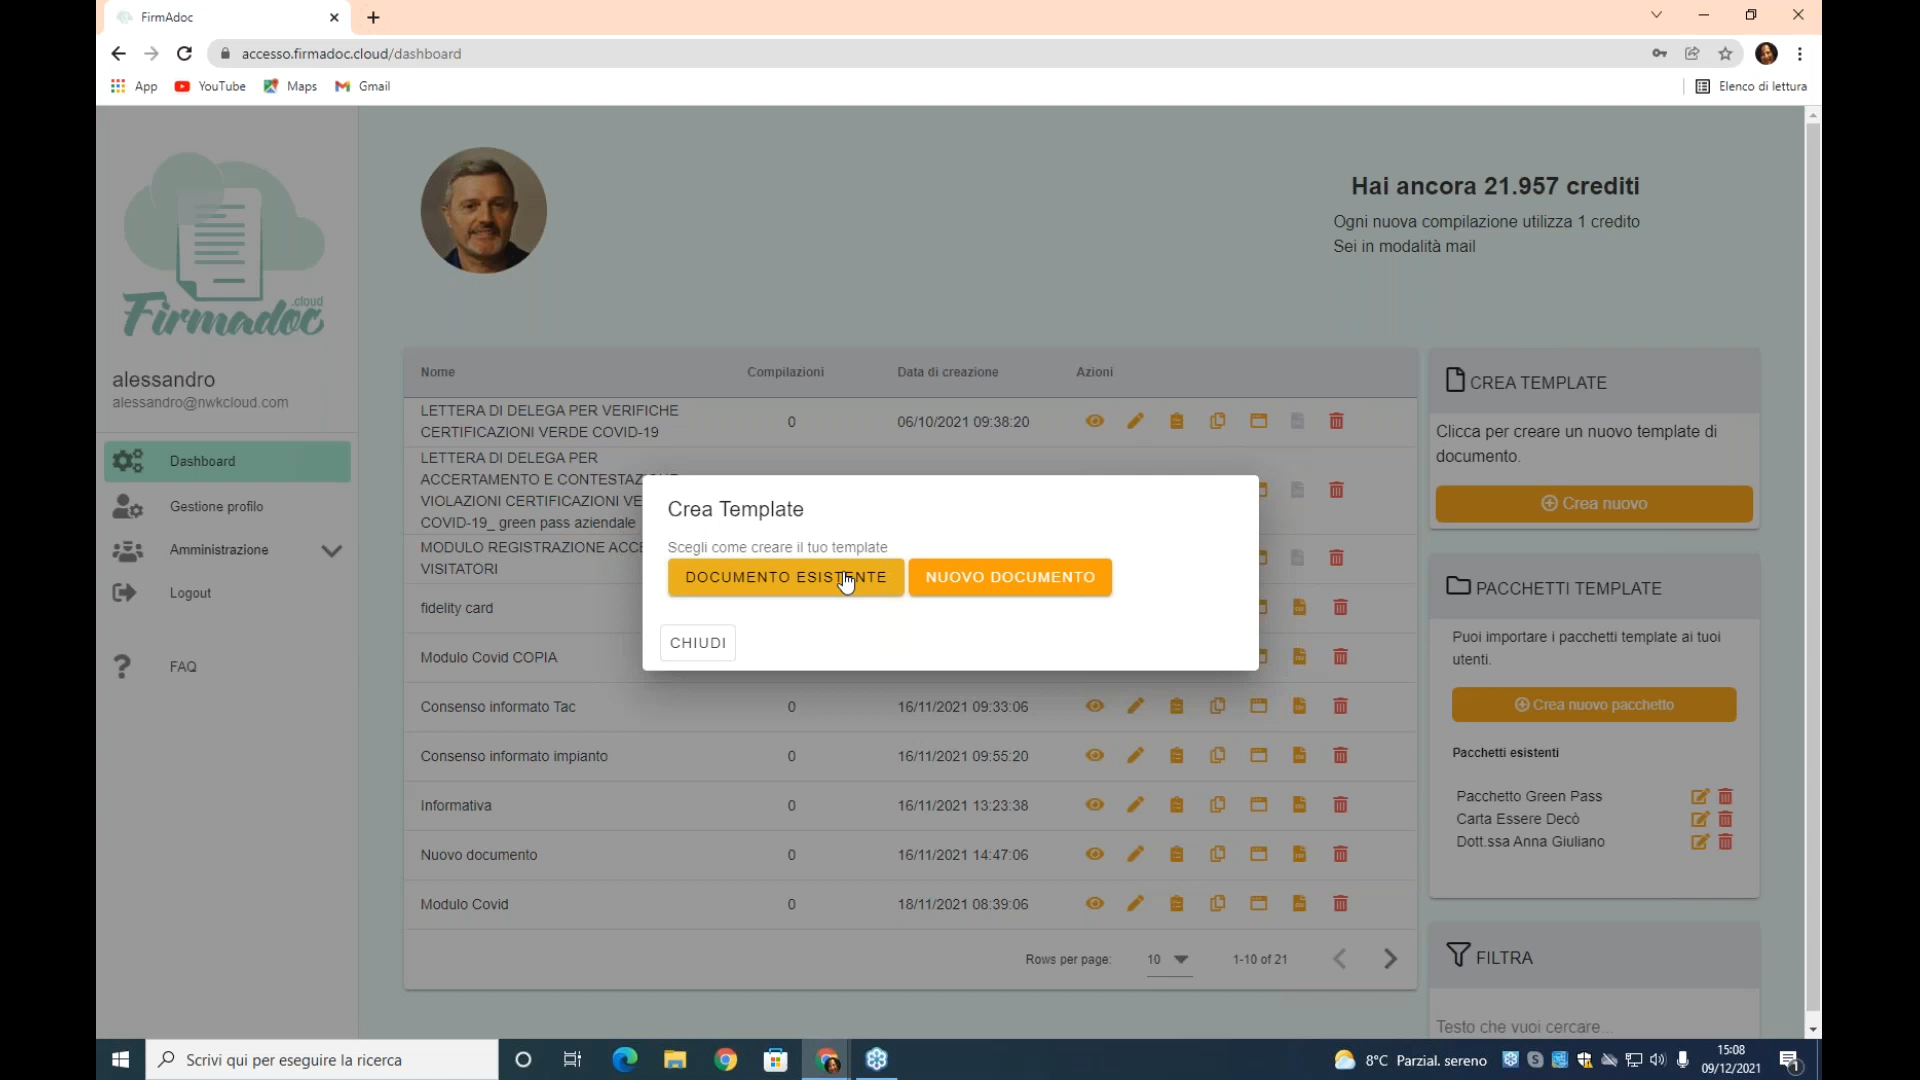 FirmAdoc
accesso.firmadoc.cloud/dashboard
App
YouTube
Maps
Gmail
Elenco di lettura
.cloud
Firmadoc
alessandro
alessandro@nwkcloud.com
Dashboard
Gestione profilo
Amministrazione
Logout
FAQ
Hai ancora 21.957 crediti
Ogni nuova compilazione utilizza 1 credito
Sei in modalità mail
Nome Compilazioni Data di creazione Azioni
LETTERA DI DELEGA PER VERIFICHE
CERTIFICAZIONI VERDE COVID-19
0 06/10/2021 09:38:20
LETTERA DI DELEGA PER
ACCERTAMENTO E CONTESTAZ
VIOLAZIONI CERTIFICAZIONI VE
COVID-19_ green pass aziendale
MODULO REGISTRAZIONE ACCE
VISITATORI
fidelity card
Modulo Covid COPIA
Consenso informato Tac 0 16/11/2021 09:33:06
Consenso informato impianto 0 16/11/2021 09:55:20
Informativa 0 16/11/2021 13:23:38
Nuovo documento 0 16/11/2021 14:47:06
Modulo Covid 0 18/11/2021 08:39:06
Rows per page: 10 1-10 of 21
Crea Template
Scegli come creare il tuo template
DOCUMENTO ESISTENTE
NUOVO DOCUMENTO
CHIUDI
CREA TEMPLATE
Clicca per creare un nuovo template di
documento.
Crea nuovo
PACCHETTI TEMPLATE
Puoi importare i pacchetti template ai tuoi
utenti.
Crea nuovo pacchetto
Pacchetti esistenti
Pacchetto Green Pass
Carta Essere Decò
Dott.ssa Anna Giuliano
FILTRA
Testo che vuoi cercare...
Scrivi qui per eseguire la ricerca
8°C Parzial. sereno
15:08
09/12/2021
1